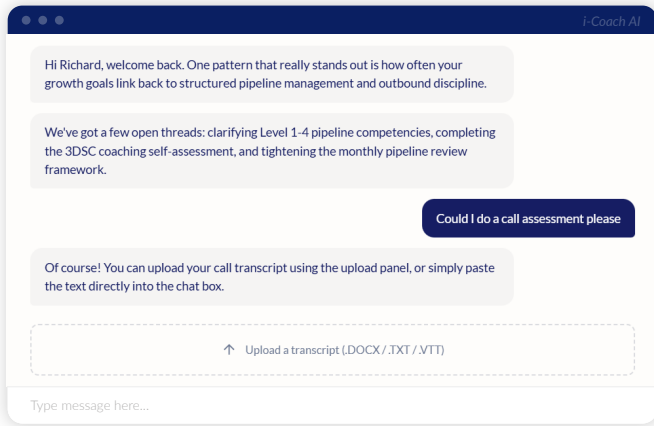 i-Coach AI
Hi Richard, welcome back. One pattern that really stands out is how often your
growth goals link back to structured pipeline management and outbound discipline.
We've got a few open threads: clarifying Level 1-4 pipeline competencies, completing
the 3DSC coaching self-assessment, and tightening the monthly pipeline review
framework.
Could I do a call assessment please
Of course! You can upload your call transcript using the upload panel, or simply paste
the text directly into the chat box.
Upload a transcript (.DOCX / .TXT / .VTT)
Type message here...